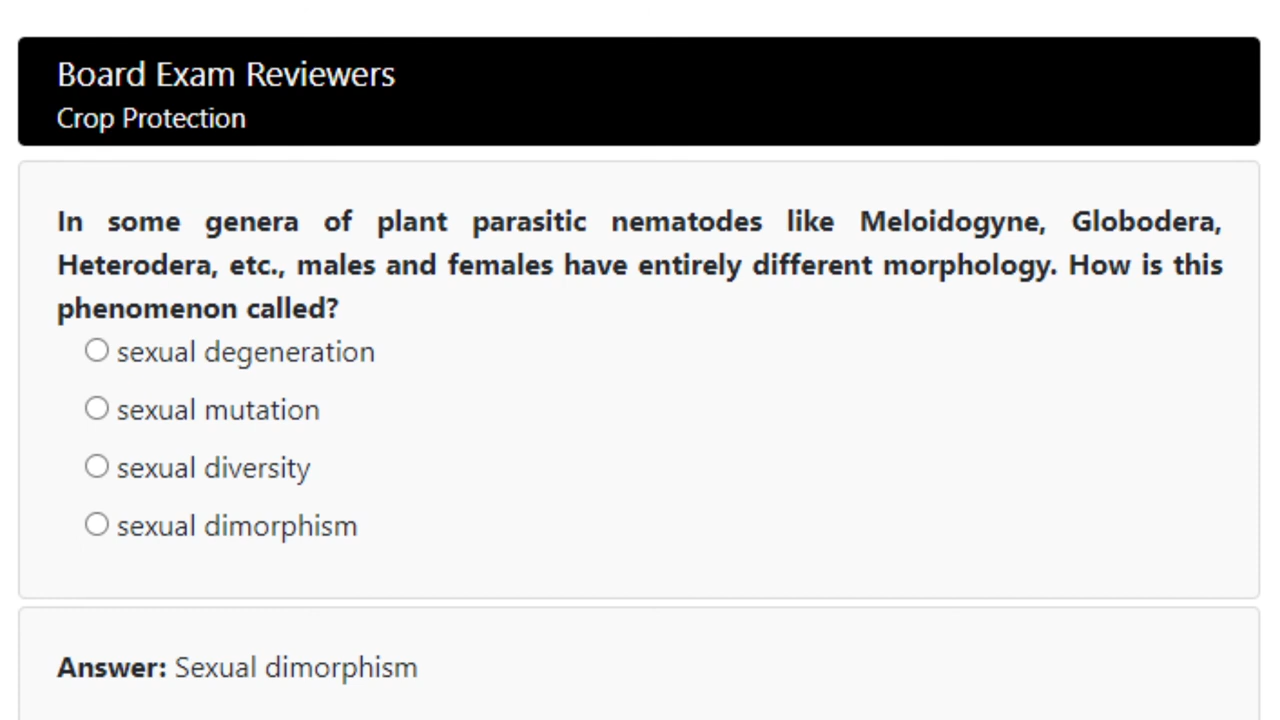 Board Exam Reviewers
Crop Protection
In some genera of plant parasitic nematodes like Meloidogyne, Globodera,
Heterodera, etc., males and females have entirely different morphology. How is this
phenomenon called?
sexual degeneration
sexual mutation
sexual diversity
sexual dimorphism
Answer: Sexual dimorphism